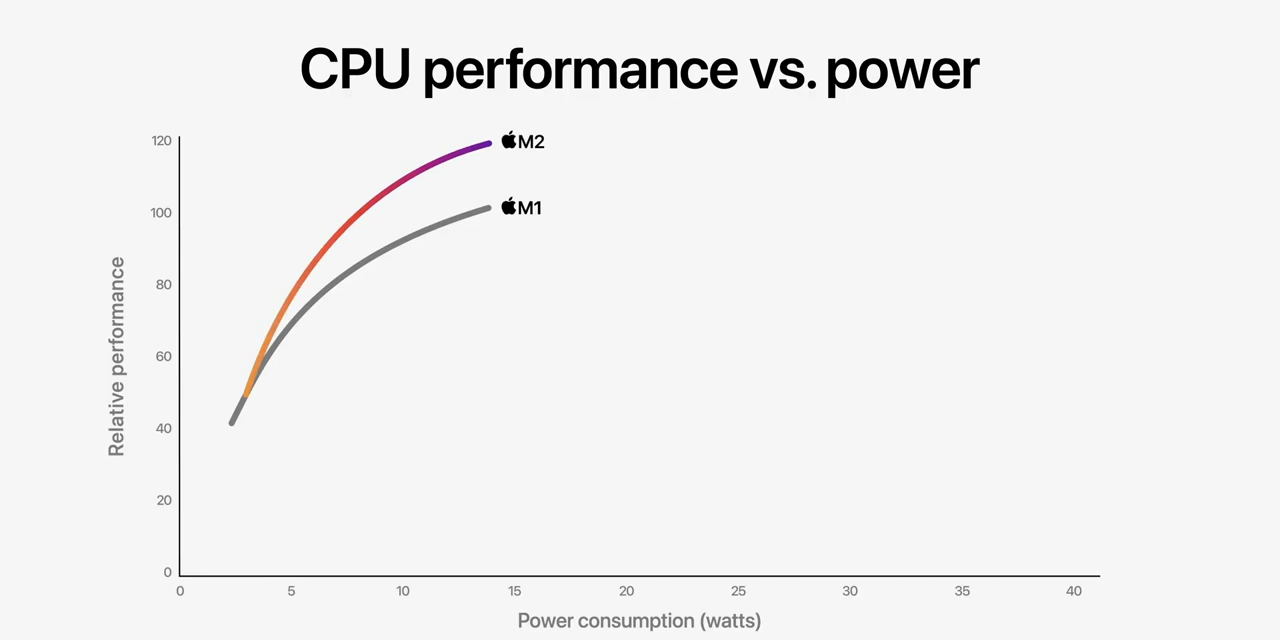 CPU performance vs. power
120
M2
100
M1
80
60
40
20
0
Relative performance
0 5 10 15 20 25 30 35 40
Power consumption (watts)